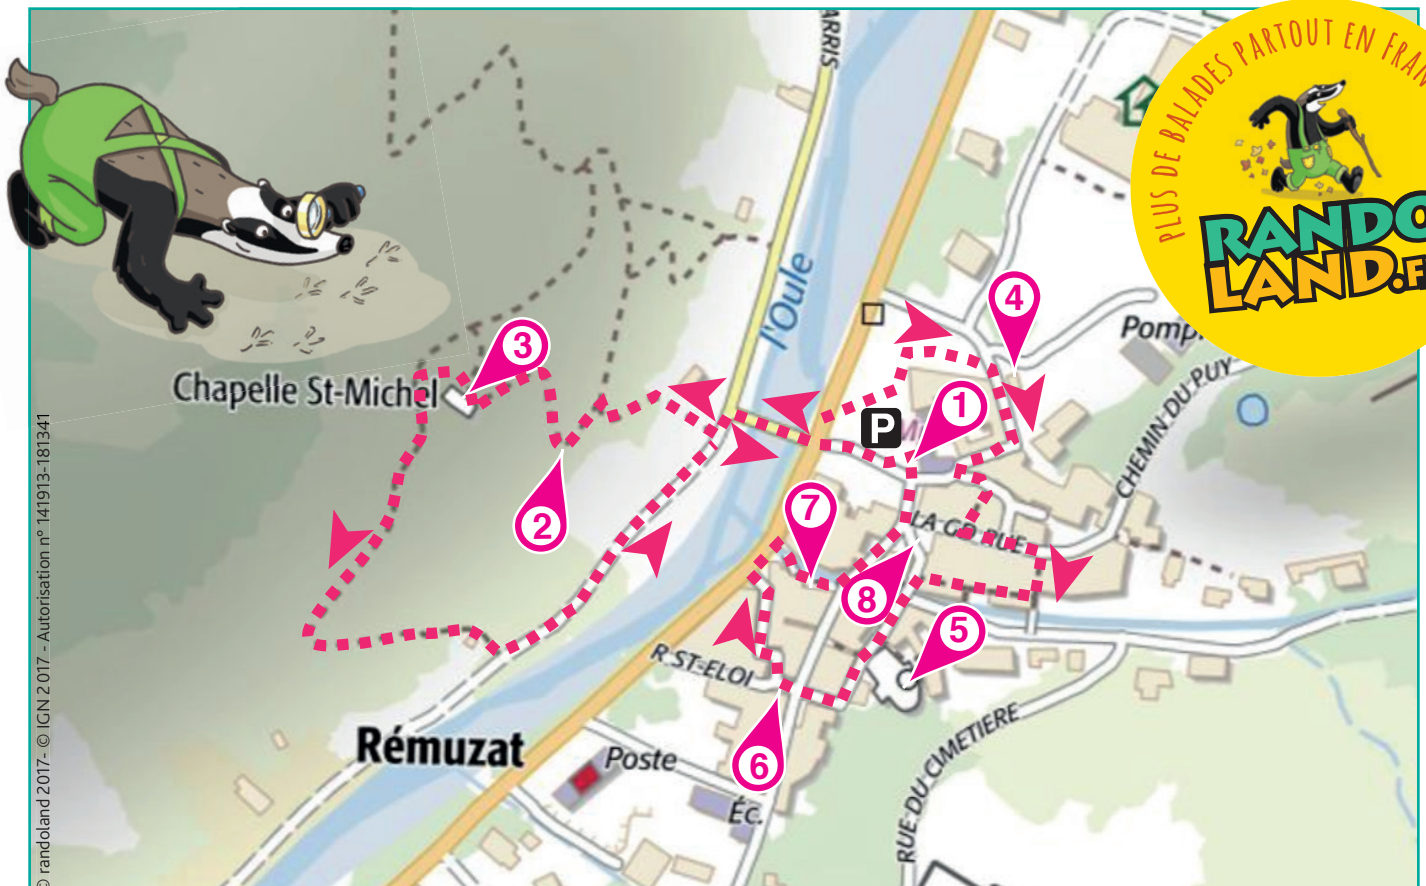 PLUS DE BALADES PARTOUT EN FRAN
RANDO
LAND.F
ARRIS
l'Oule
4
3
Chapelle St-Michel
P
1
Pomp
CHEMIN DU PUY
2
7
LA GD RUE
8
5
R ST-ELOI
6
Rémuzat
Poste
Éc.
RUE DU CIMETIERE
© randoland 2017- © IGN 2 2017 - Autorisation n° 141913-181341